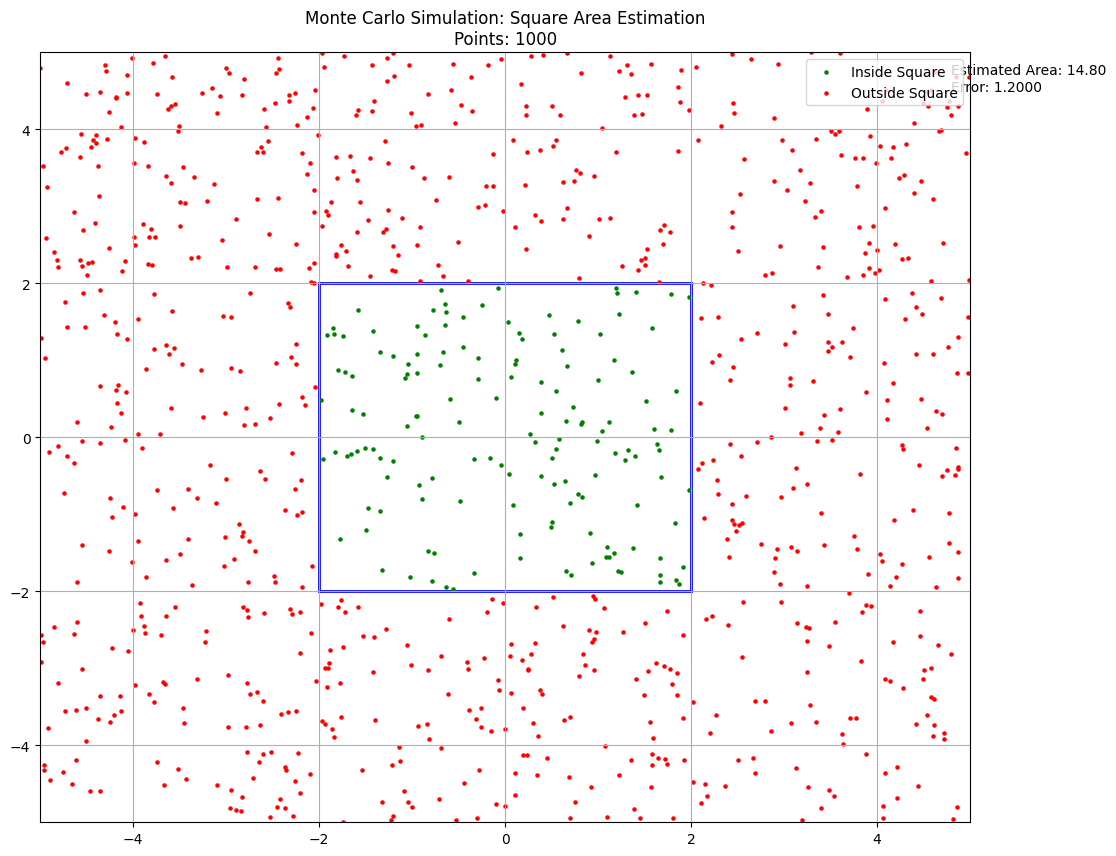 Monte Carlo Simulation: Square Area Estimation
Points: 1000
Inside Square
Outside Square
Estimated Area: 14.80
Error: 1.2000
4
2
0
−2
−4
−4
−2
0
2
4